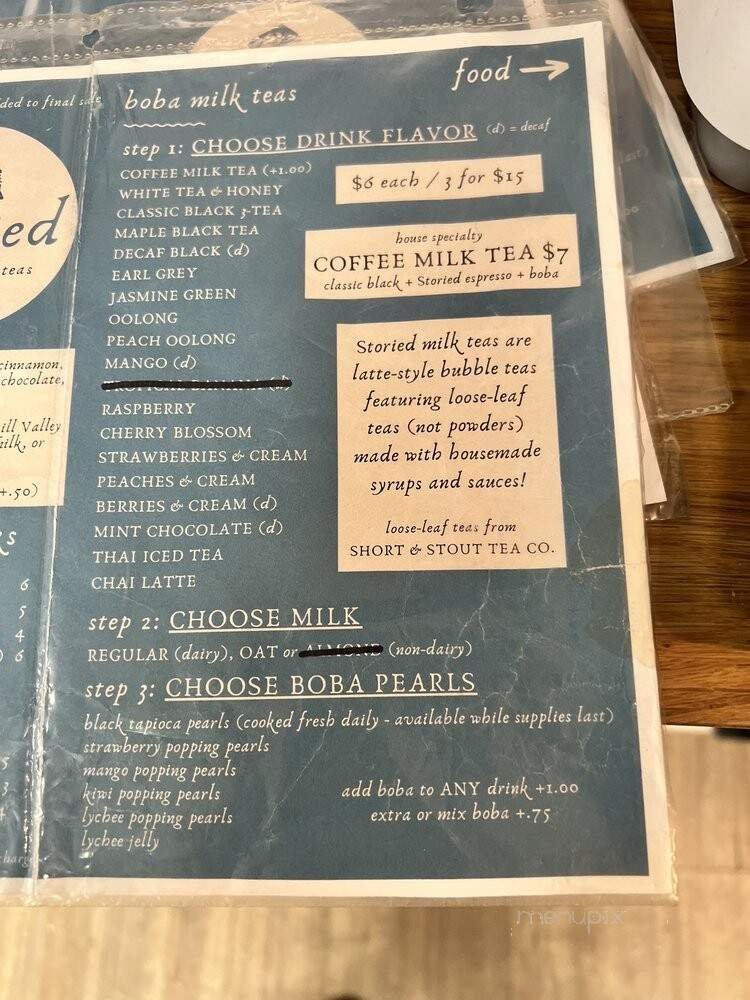 ded to final sale
ed
teas
cinnamon,
chocolate,
ill Valley
milk, or
+.50)
ks
6
5
4
) 6
5
3
food →
boba milk teas
step 1: CHOOSE DRINK FLAVOR (d) = decaf
COFFEE MILK TEA (+1.00)
WHITE TEA & HONEY
CLASSIC BLACK 3-TEA
MAPLE BLACK TEA
DECAF BLACK (d)
EARL GREY
JASMINE GREEN
OOLONG
PEACH OOLONG
MANGO (d)
RASPBERRY
CHERRY BLOSSOM
STRAWBERRIES & CREAM
PEACHES & CREAM
BERRIES & CREAM (d)
MINT CHOCOLATE (d)
THAI ICED TEA
CHAI LATTE
$6 each / 3 for $15
house specialty
COFFEE MILK TEA $7
classic black + Storied espresso + boba
Storied milk teas are
latte-style bubble teas
featuring loose-leaf
teas (not powders)
made with housemade
syrups and sauces!
loose-leaf teas from
SHORT & STOUT TEA CO.
step 2: CHOOSE MILK
REGULAR (dairy), OAT or ALMOND (non-dairy)
step 3: CHOOSE BOBA PEARLS
black tapioca pearls (cooked fresh daily - available while supplies last)
strawberry popping pearls
mango popping pearls
kiwi popping pearls
lychee popping pearls
lychee jelly
add boba to ANY drink +1.00
extra or mix boba +.75
menupix